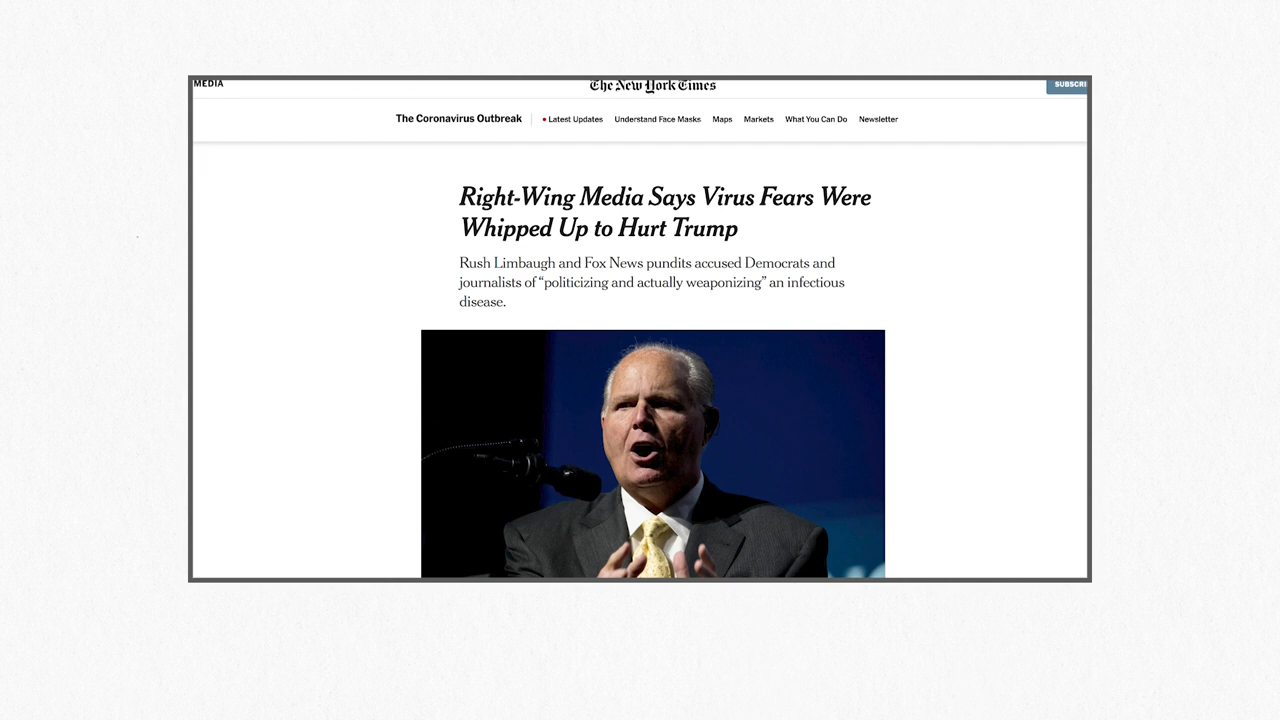 MEDIA
The New York Times
SUBSCRI
The Coronavirus Outbreak
Latest Updates
Understand Face Masks
Maps
Markets
What You Can Do
Newsletter
Right-Wing Media Says Virus Fears Were
Whipped Up to Hurt Trump
Rush Limbaugh and Fox News pundits accused Democrats and
journalists of “politicizing and actually weaponizing” an infectious
disease.